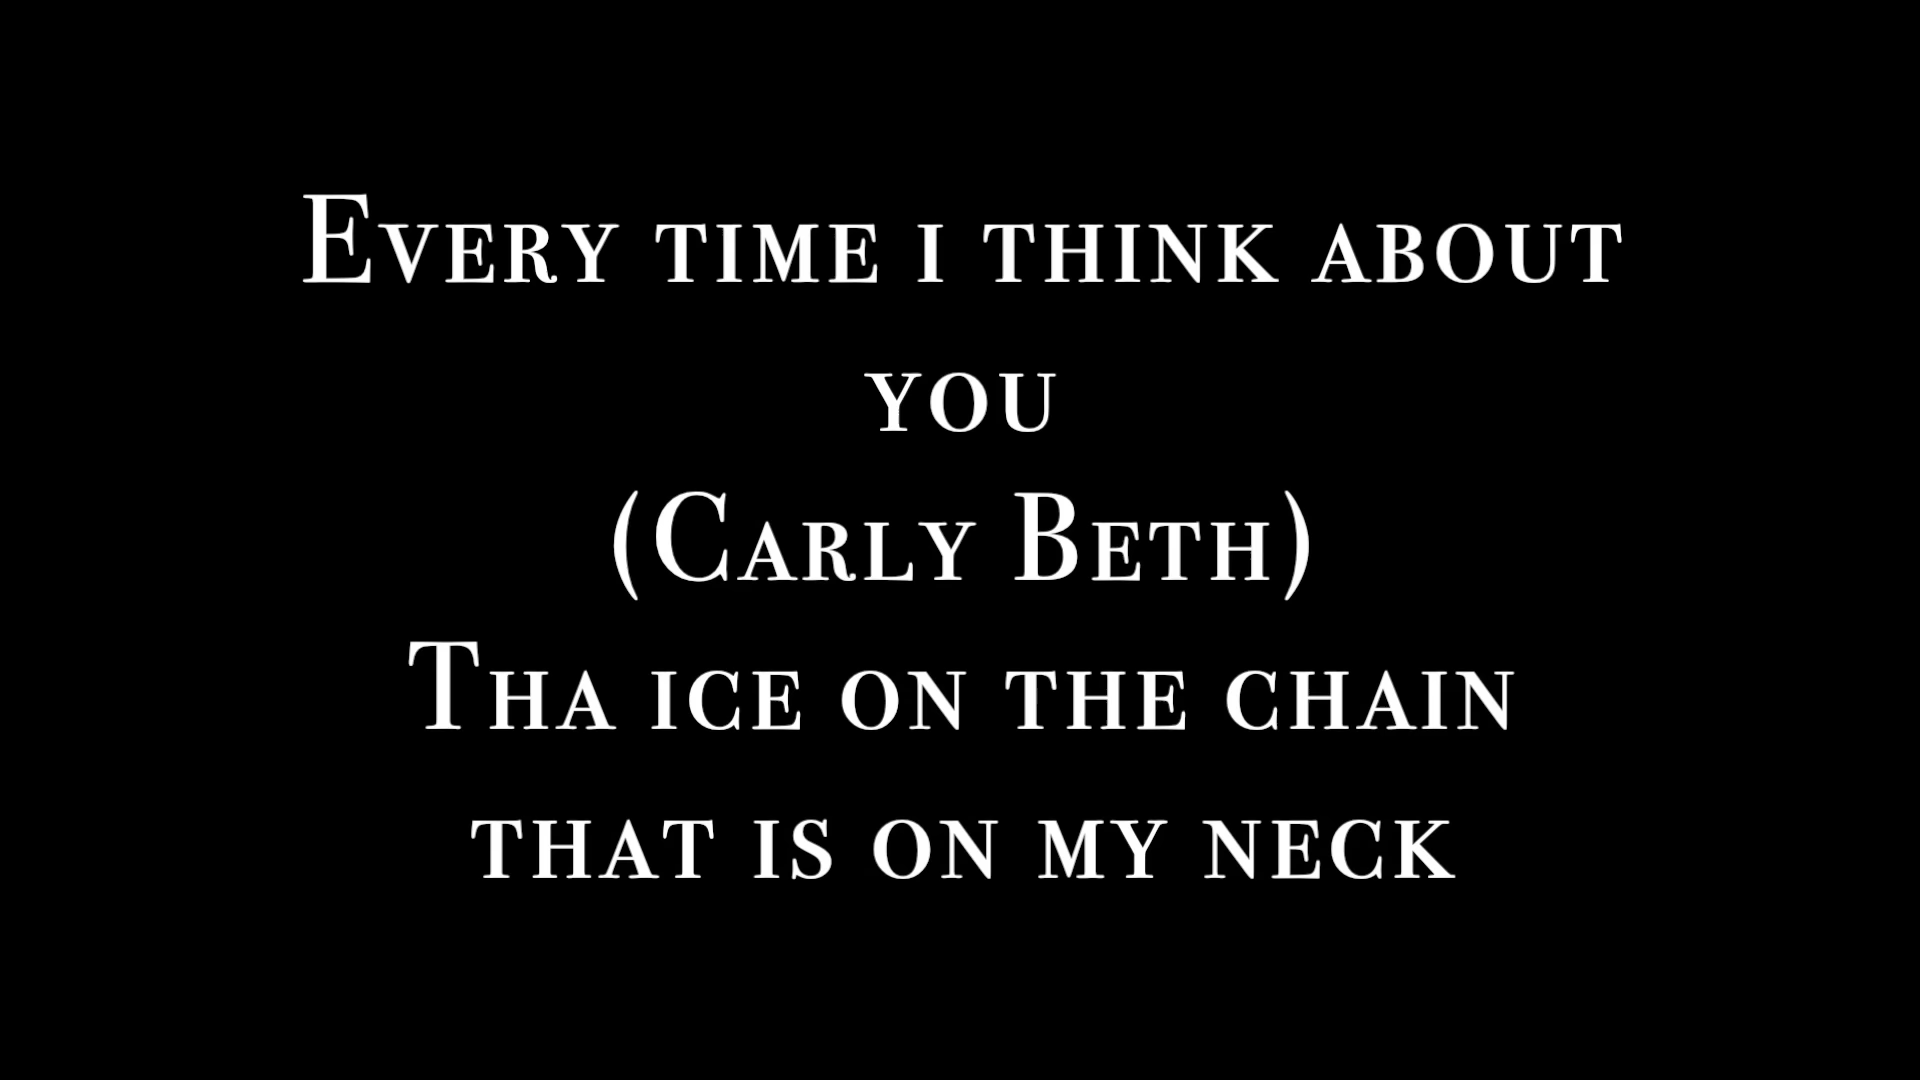 Every time i think about
you
(Carly Beth)
Tha ice on the chain
that is on my neck